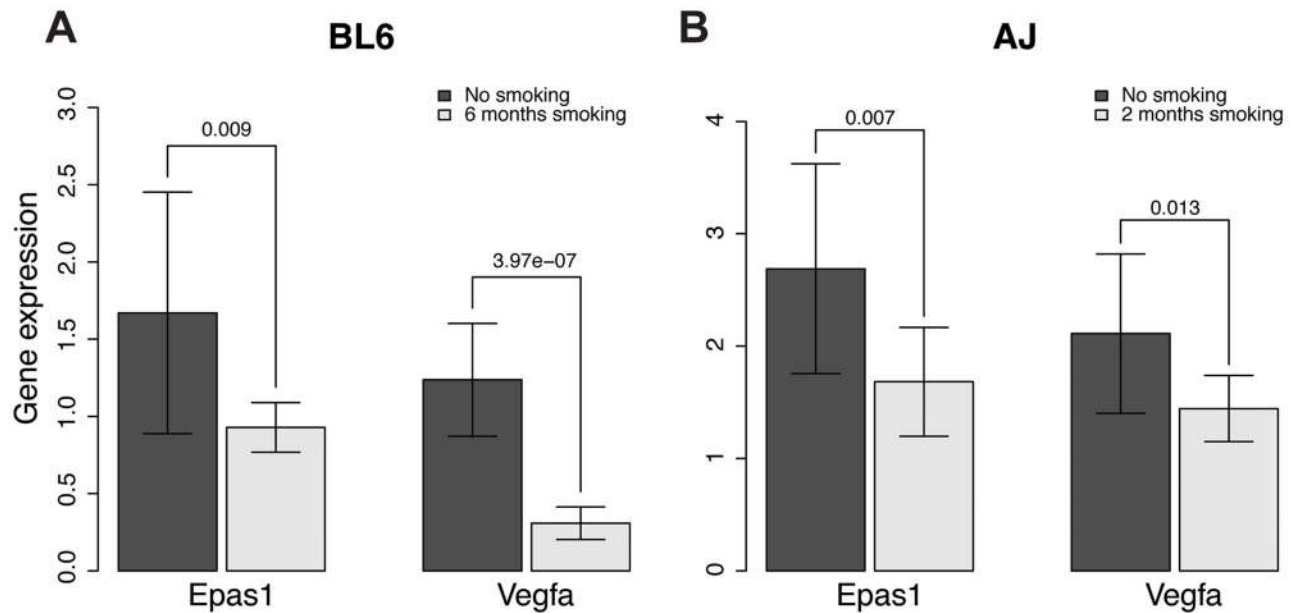 A
BL6
No smoking
6 months smoking
Gene expression
3.0
2.5
2.0
1.5
1.0
0.5
0.0
0.009
3.97e−07
Epas1
Vegfa
B
AJ
No smoking
2 months smoking
4
3
2
1
0
0.007
0.013
Epas1
Vegfa